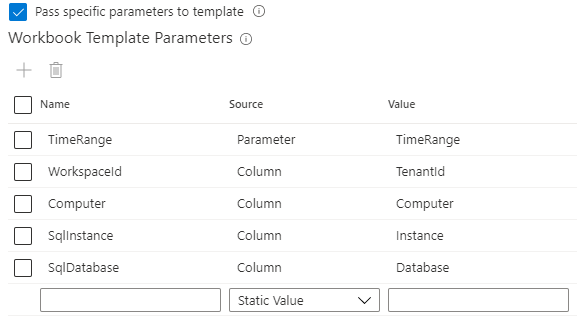 Pass specific parameters to template
Workbook Template Parameters
Name Source Value
TimeRange Parameter TimeRange
WorkspaceId Column TenantId
Computer Column Computer
SqlInstance Column Instance
SqlDatabase Column Database
Static Value